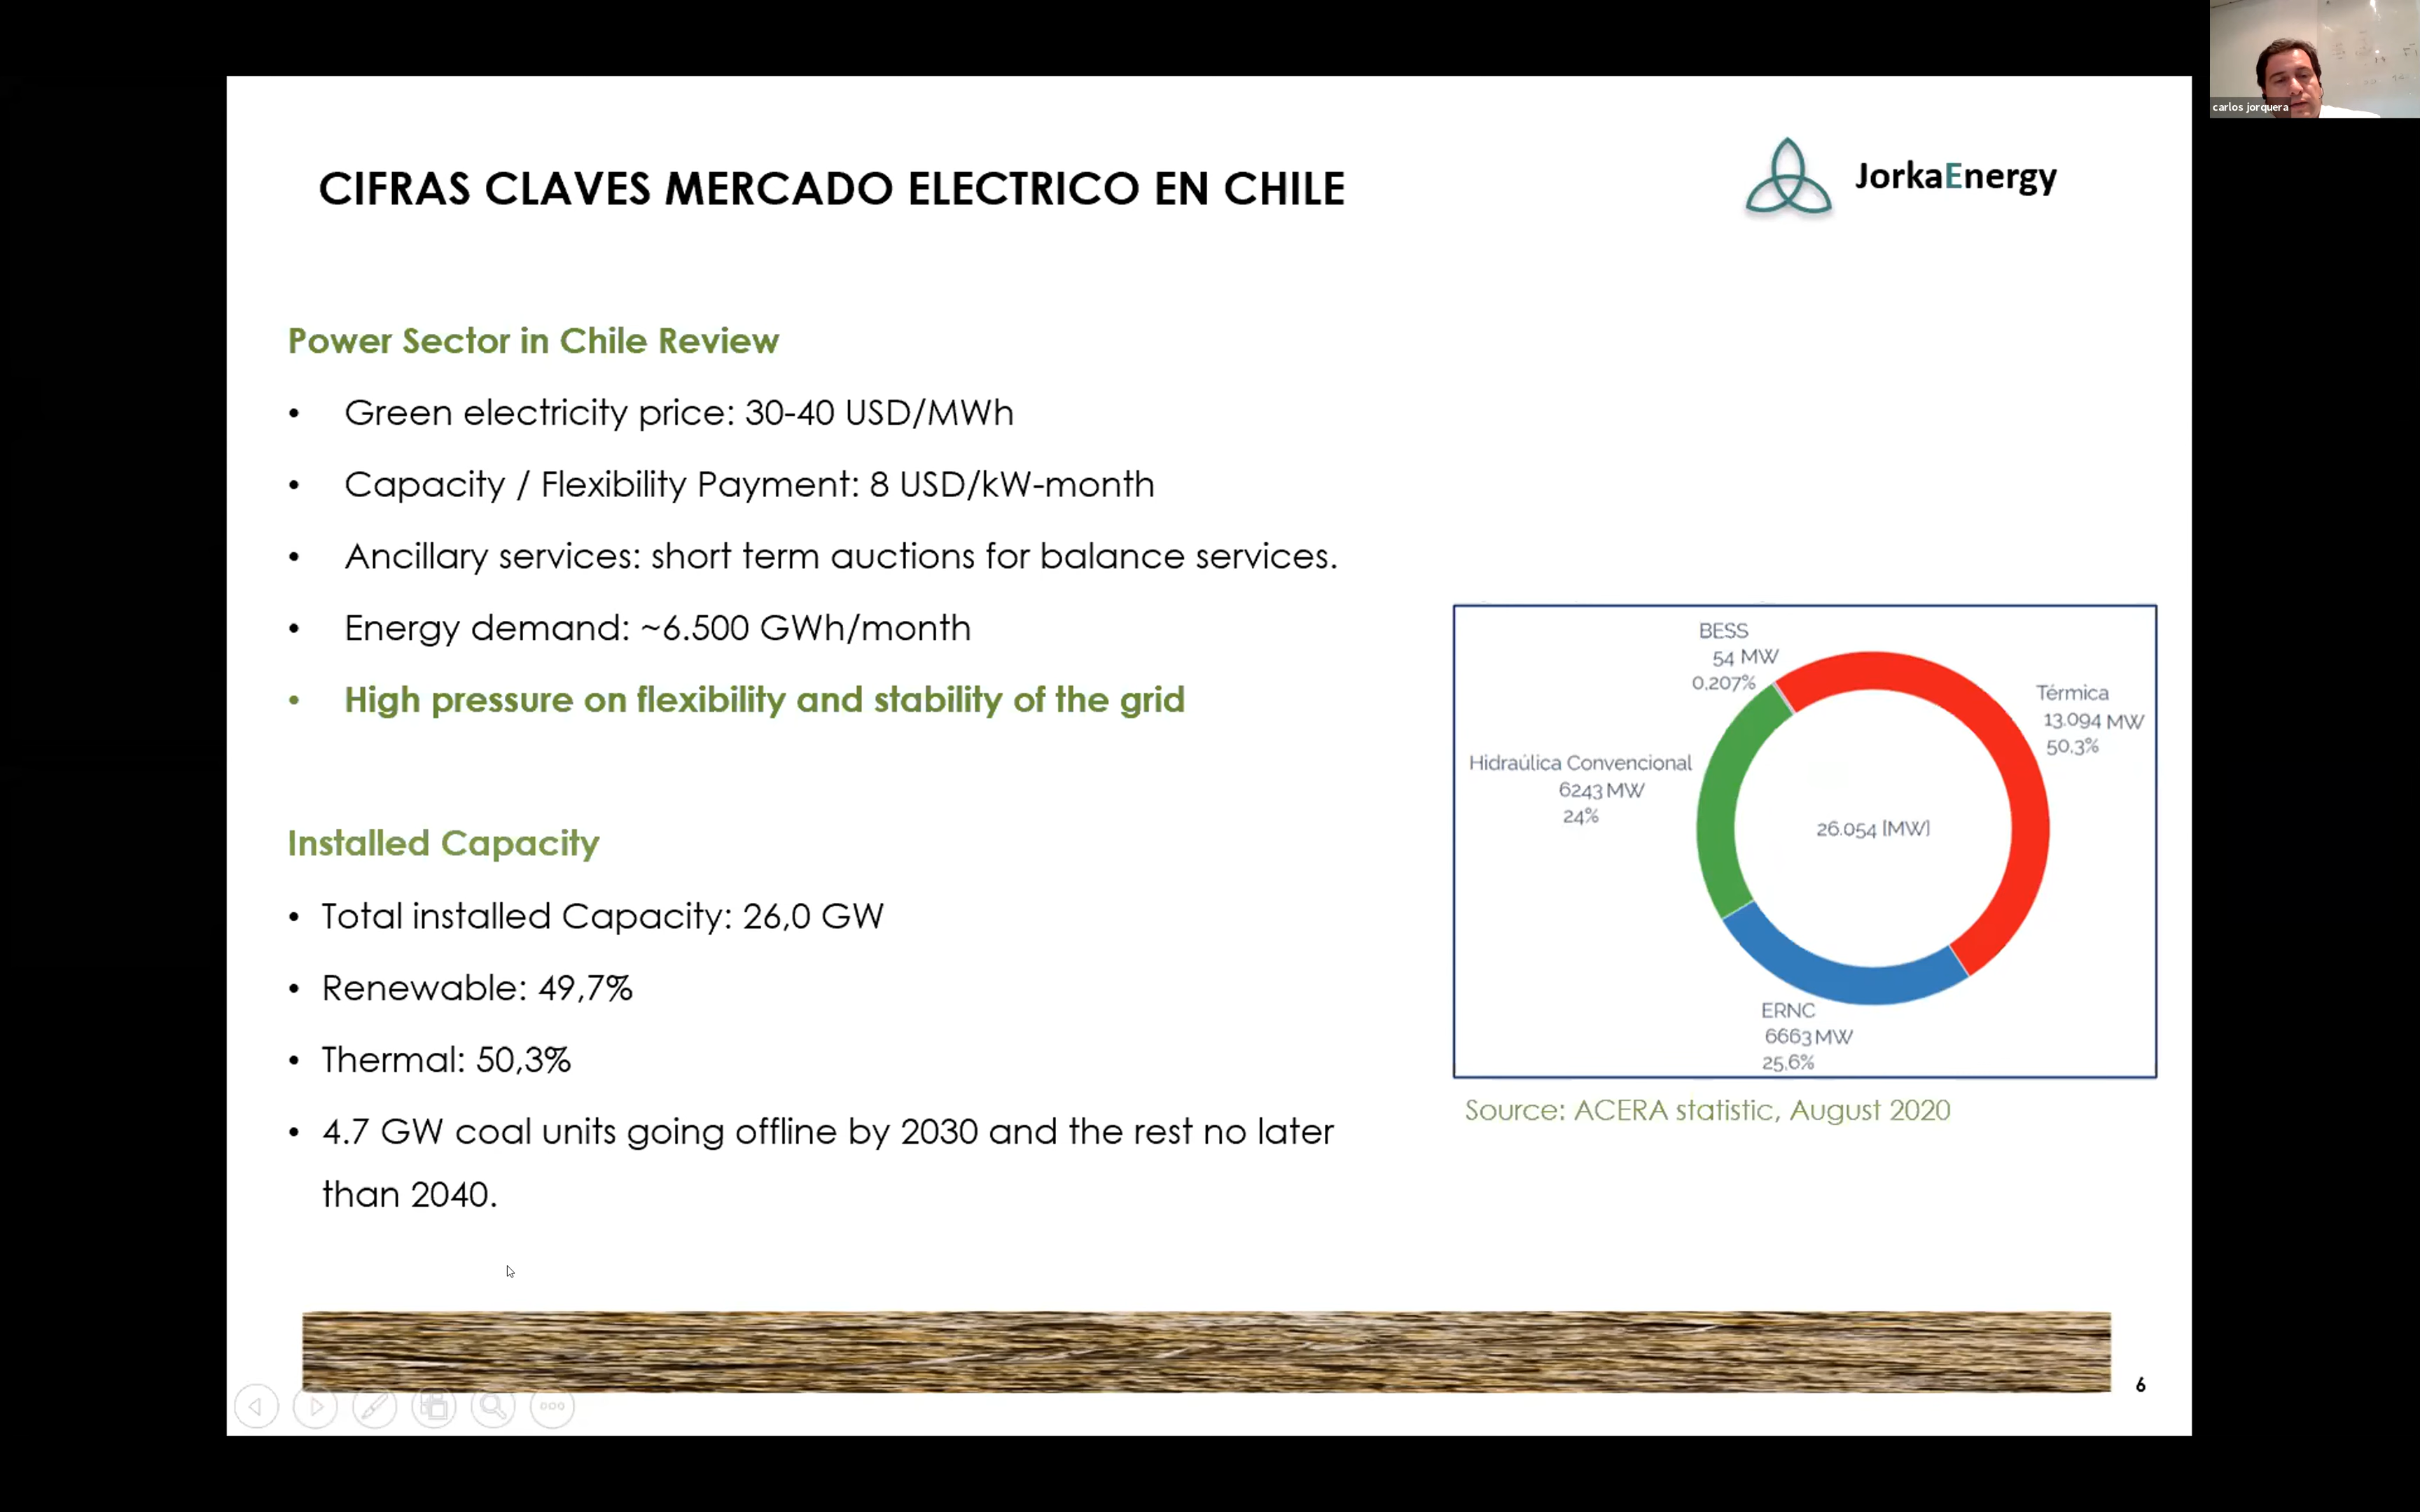 carlos jorquera
CIFRAS CLAVES MERCADO ELECTRICO EN CHILE
JorkaEnergy
Power Sector in Chile Review
• Green electricity price: 30-40 USD/MWh
• Capacity / Flexibility Payment: 8 USD/kW-month
• Ancillary services: short term auctions for balance services.
• Energy demand: ~6.500 GWh/month
• High pressure on flexibility and stability of the grid
Installed Capacity
• Total installed Capacity: 26,0 GW
• Renewable: 49,7%
• Thermal: 50,3%
• 4.7 GW coal units going offline by 2030 and the rest no later
than 2040.
BESS
54 MW
0,207%
Térmica
13.094 MW
50,3%
Hidraúlica Convencional
6243 MW
24%
26.054 [MW]
ERNC
6663 MW
25,6%
Source: ACERA statistic, August 2020
6